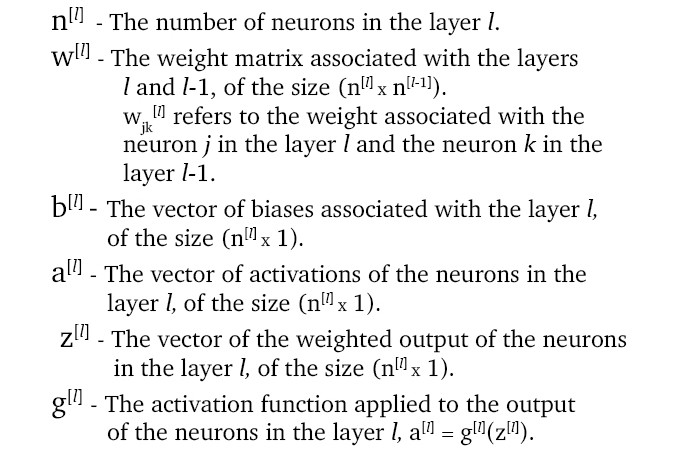 n[l] - The number of neurons in the layer l.
w[l] - The weight matrix associated with the layers
l and l-1, of the size (n[l] x n[l-1]).
wjk[l] refers to the weight associated with the
neuron j in the layer l and the neuron k in the
layer l-1.
b[l] - The vector of biases associated with the layer l,
of the size (n[l] x 1).
a[l] - The vector of activations of the neurons in the
layer l, of the size (n[l] x 1).
z[l] - The vector of the weighted output of the neurons
in the layer l, of the size (n[l] x 1).
g[l] - The activation function applied to the output
of the neurons in the layer l, a[l] = g[l](z[l]).